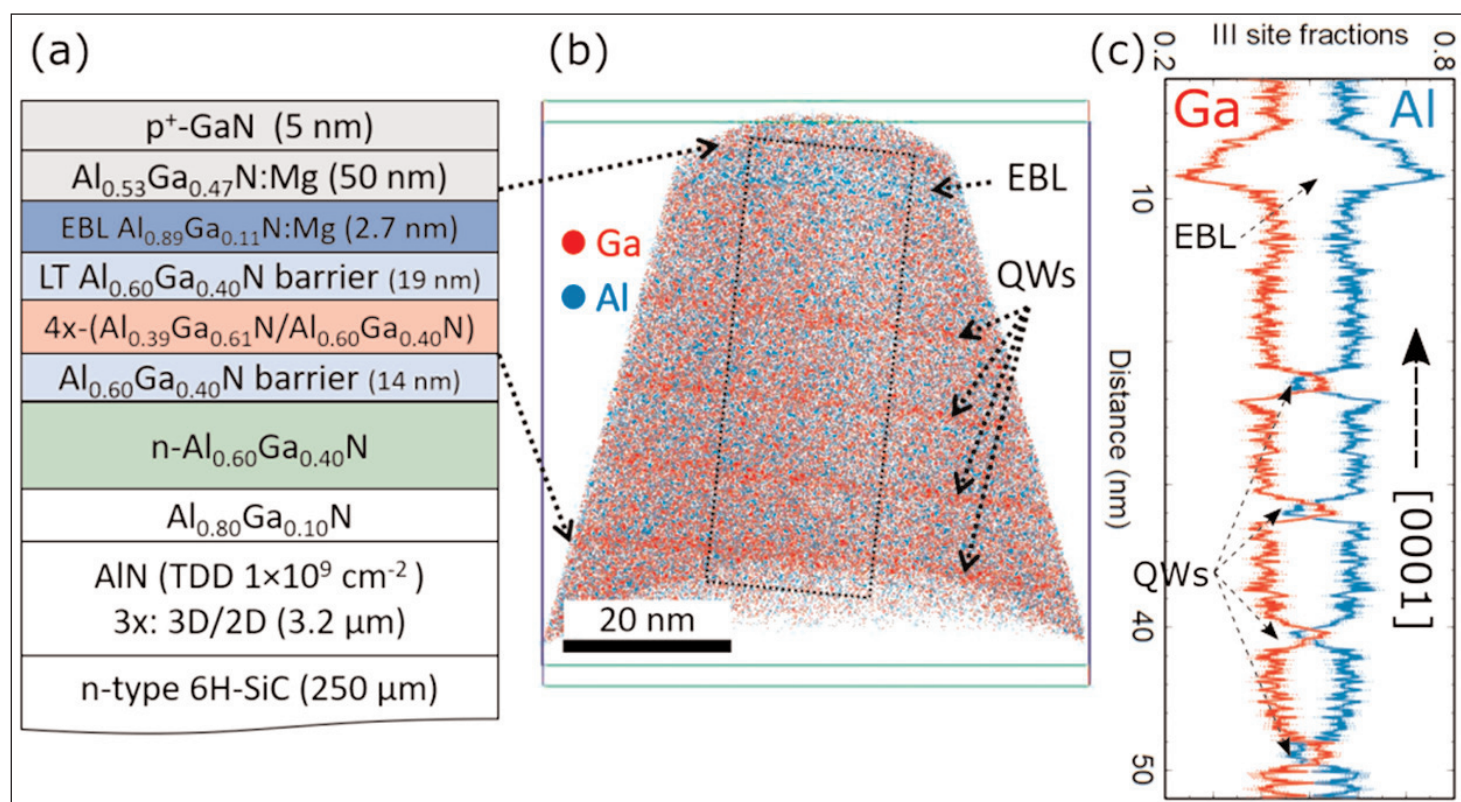 (a)
p⁺-GaN (5 nm)
Al₀.₅₃Ga₀.₄₇N:Mg (50 nm)
EBL Al₀.₈₉Ga₀.₁₁N:Mg (2.7 nm)
LT Al₀.₆₀Ga₀.₄₀N barrier (19 nm)
4x-(Al₀.₃₉Ga₀.₆₁N/Al₀.₆₀Ga₀.₄₀N)
Al₀.₆₀Ga₀.₄₀N barrier (14 nm)
n-Al₀.₆₀Ga₀.₄₀N
Al₀.₈₀Ga₀.₁₀N
AlN (TDD 1×10⁹ cm⁻²)
3x: 3D/2D (3.2 µm)
n-type 6H-SiC (250 µm)
(b)
EBL
Ga
Al
QWs
20 nm
(c)
III site fractions
0.2
0.8
Ga
Al
10
EBL
Distance (nm)
[0001]
QWs
40
50